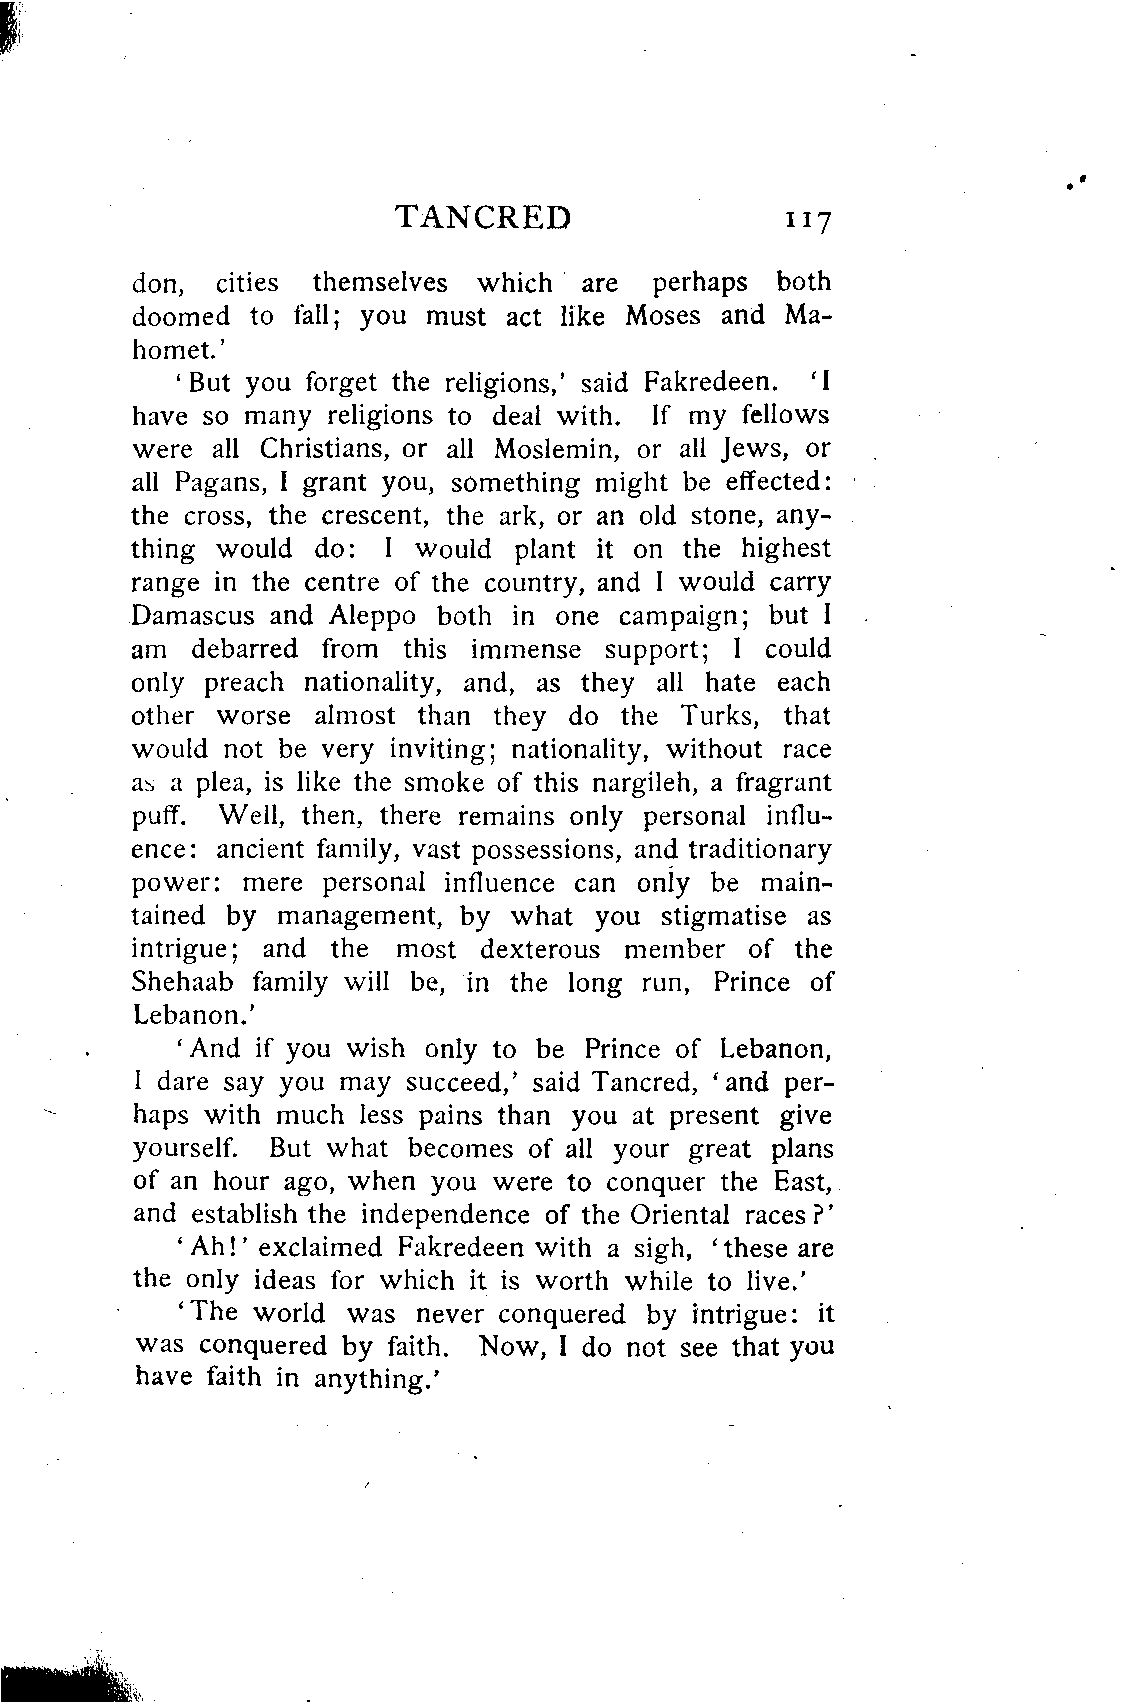 TANCRED 117
don, cities themselves which are perhaps both
doomed to fall; you must act like Moses and Ma-
homet.'
'But you forget the religions,' said Fakredeen. 'I
have so many religions to deal with. If my fellows
were all Christians, or all Moslemin, or all Jews, or
all Pagans, I grant you, something might be effected:
the cross, the crescent, the ark, or an old stone, any-
thing would do: I would plant it on the highest
range in the centre of the country, and I would carry
Damascus and Aleppo both in one campaign; but I
am debarred from this immense support; I could
only preach nationality, and, as they all hate each
other worse almost than they do the Turks, that
would not be very inviting; nationality, without race
as a plea, is like the smoke of this nargileh, a fragrant
puff. Well, then, there remains only personal influ-
ence: ancient family, vast possessions, and traditionary
power: mere personal influence can only be main-
tained by management, by what you stigmatise as
intrigue; and the most dexterous member of the
Shehaab family will be, in the long run, Prince of
Lebanon.'
'And if you wish only to be Prince of Lebanon,
I dare say you may succeed,' said Tancred, 'and per-
haps with much less pains than you at present give
yourself. But what becomes of all your great plans
of an hour ago, when you were to conquer the East,
and establish the independence of the Oriental races?'
'Ah!' exclaimed Fakredeen with a sigh, 'these are
the only ideas for which it is worth while to live.'
'The world was never conquered by intrigue: it
was conquered by faith. Now, I do not see that you
have faith in anything.'